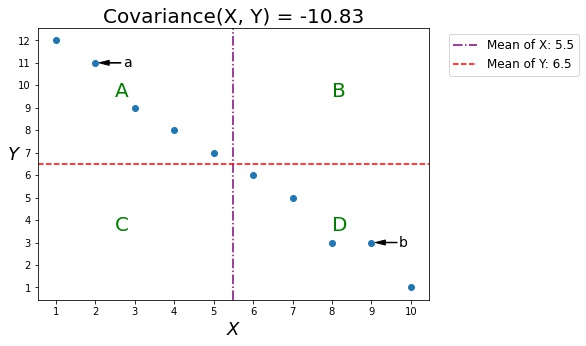 Covariance(X, Y) = -10.83
Mean of X: 5.5
Mean of Y: 6.5
12
11
10
9
8
7
6
5
4
3
2
1
Y
a
A
B
C
D
b
1 2 3 4 5 6 7 8 9 10
X